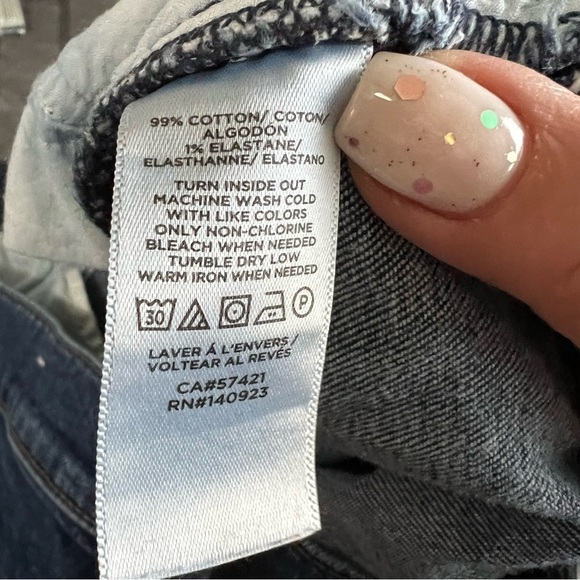 99% COTTON/ COTON/
ALGODON
1% ELASTANE/
ELASTHANNE/ ELASTANO
TURN INSIDE OUT
MACHINE WASH COLD
WITH LIKE COLORS
ONLY NON-CHLORINE
BLEACH WHEN NEEDED
TUMBLE DRY LOW
WARM IRON WHEN NEEDED
30 P
LAVER Á L'ENVERS/
VOLTEAR AL REVÉS
CA#57421
RN#140923